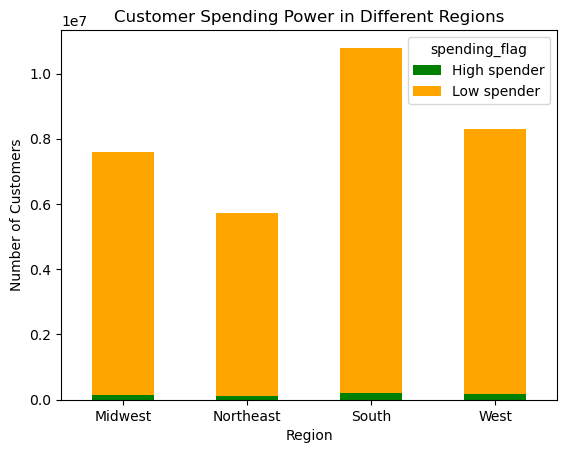 Customer Spending Power in Different Regions
1e7
spending_flag
High spender
Low spender
Number of Customers
1.0
0.8
0.6
0.4
0.2
0.0
Midwest Northeast South West
Region